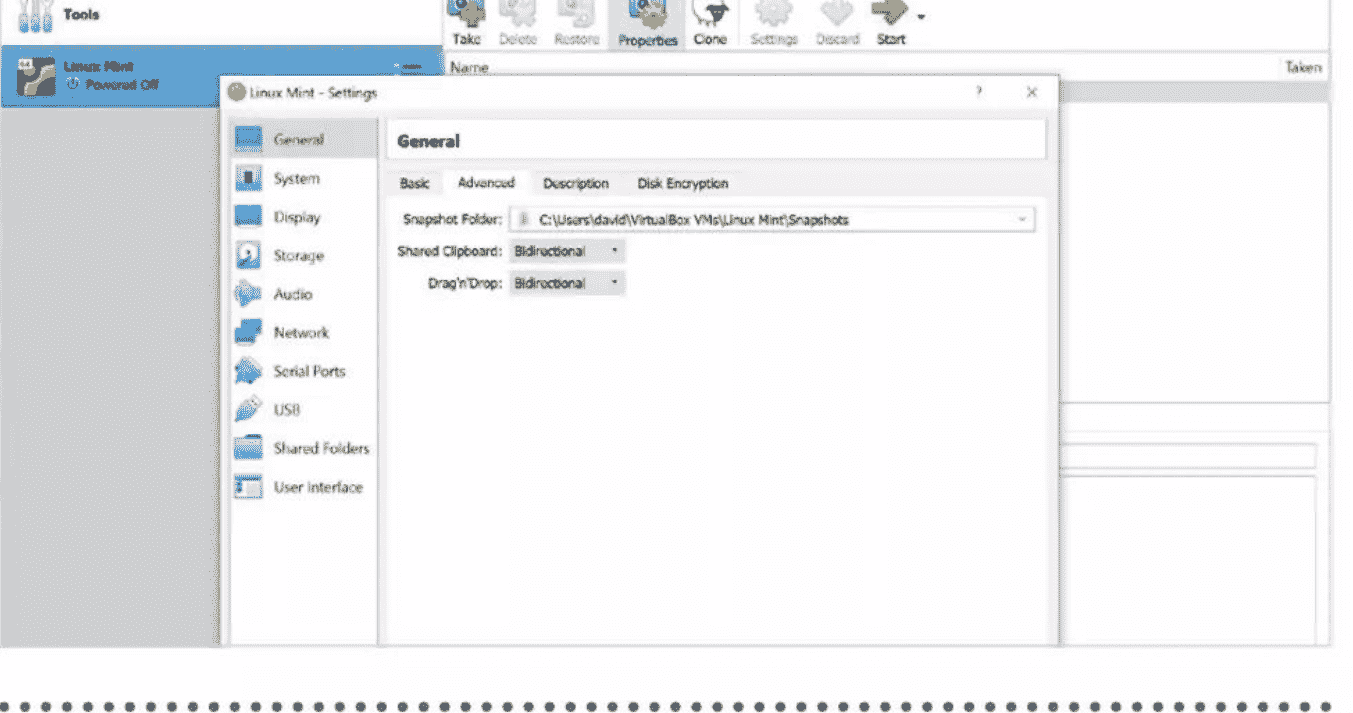 Tools
Take Delete Restore Properties Clone Settings Discard Start
Linux Mint
Powered Off
Name Taken
Linux Mint - Settings ? ×
General
System
Display
Storage
Audio
Network
Serial Ports
USB
Shared Folders
User Interface
General
Basic Advanced Description Disk Encryption
Snapshot Folder: C:\Users\david\VirtualBox VMs\Linux Mint\Snapshots
Shared Clipboard: Bidirectional
Drag'n'Drop: Bidirectional